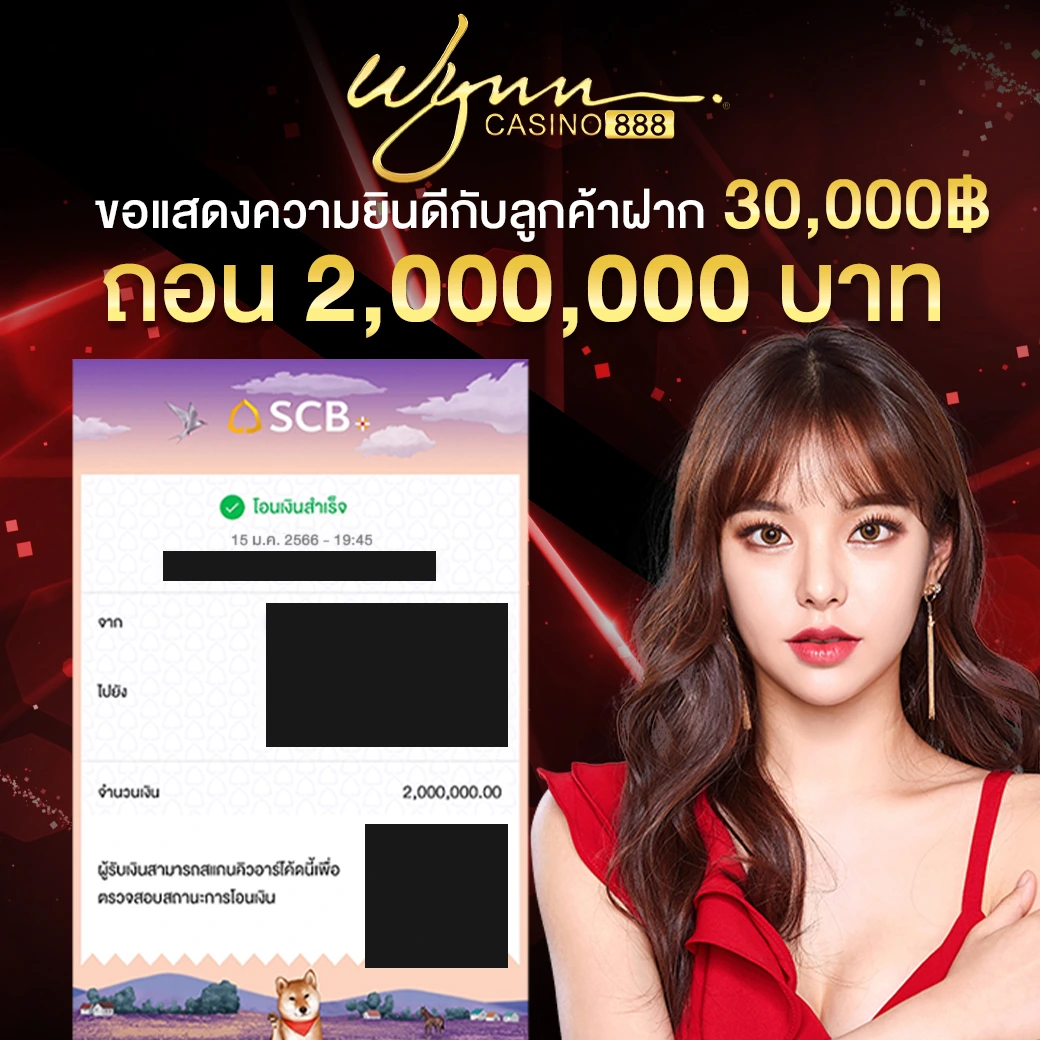 Wynn
CASINO 888
ขอแสดงความยินดีกับลูกค้าฝาก 30,000฿
ถอน 2,000,000 บาท
SCB
โอนเงินสำเร็จ
15 ม.ค. 2566 - 19:45
จาก
ไปยัง
จำนวนเงิน 2,000,000.00
ผู้รับเงินสามารถสแกนคิวอาร์โค้ดนี้เพื่อ
ตรวจสอบสถานะการโอนเงิน